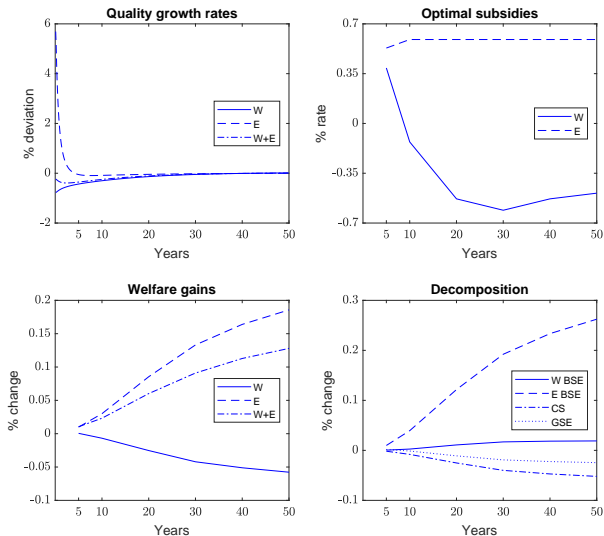 Quality growth rates
6
4
2
0
-2
% deviation
W
E
W+E
5 10 20 30 40 50
Years
Optimal subsidies
0.7
0.35
0
-0.35
-0.7
% rate
W
E
5 10 20 30 40 50
Years
Welfare gains
0.2
0.15
0.1
0.05
0
-0.05
-0.1
% change
W
E
W+E
5 10 20 30 40 50
Years
Decomposition
0.3
0.2
0.1
0
-0.1
% change
W BSE
E BSE
CS
GSE
5 10 20 30 40 50
Years